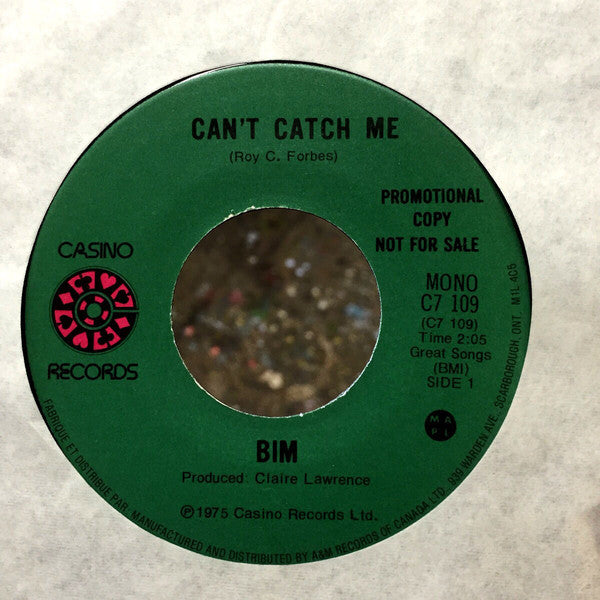 CAN'T CATCH ME
(Roy C. Forbes)
PROMOTIONAL
COPY
NOT FOR SALE
CASINO
RECORDS
MONO
C7 109
(C7 109)
Time 2:05
Great Songs
(BMI)
SIDE 1
MAPL
BIM
Produced: Claire Lawrence
℗1975 Casino Records Ltd.
FABRIQUE ET DISTRIBUE PAR. MANUFACTURED AND DISTRIBUTED BY A&M RECORDS OF CANADA LTD. 939 WARDEN AVE., SCARBOROUGH, ONT. M1L 4C5